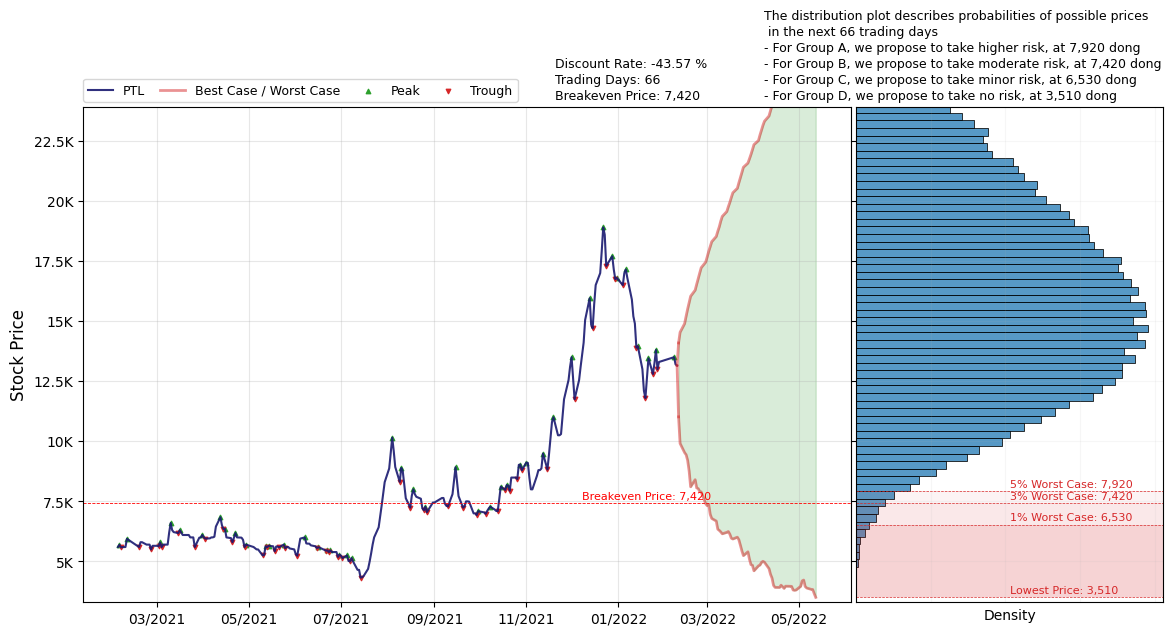 The distribution plot describes probabilities of possible prices
in the next 66 trading days
- For Group A, we propose to take higher risk, at 7,920 dong
- For Group B, we propose to take moderate risk, at 7,420 dong
- For Group C, we propose to take minor risk, at 6,530 dong
- For Group D, we propose to take no risk, at 3,510 dong
Discount Rate: -43.57 %
Trading Days: 66
Breakeven Price: 7,420
PTL
Best Case / Worst Case
Peak
Trough
Stock Price
22.5K
20K
17.5K
15K
12.5K
10K
7.5K
5K
Breakeven Price: 7,420
03/2021
05/2021
07/2021
09/2021
11/2021
01/2022
03/2022
05/2022
5% Worst Case: 7,920
3% Worst Case: 7,420
1% Worst Case: 6,530
Lowest Price: 3,510
Density